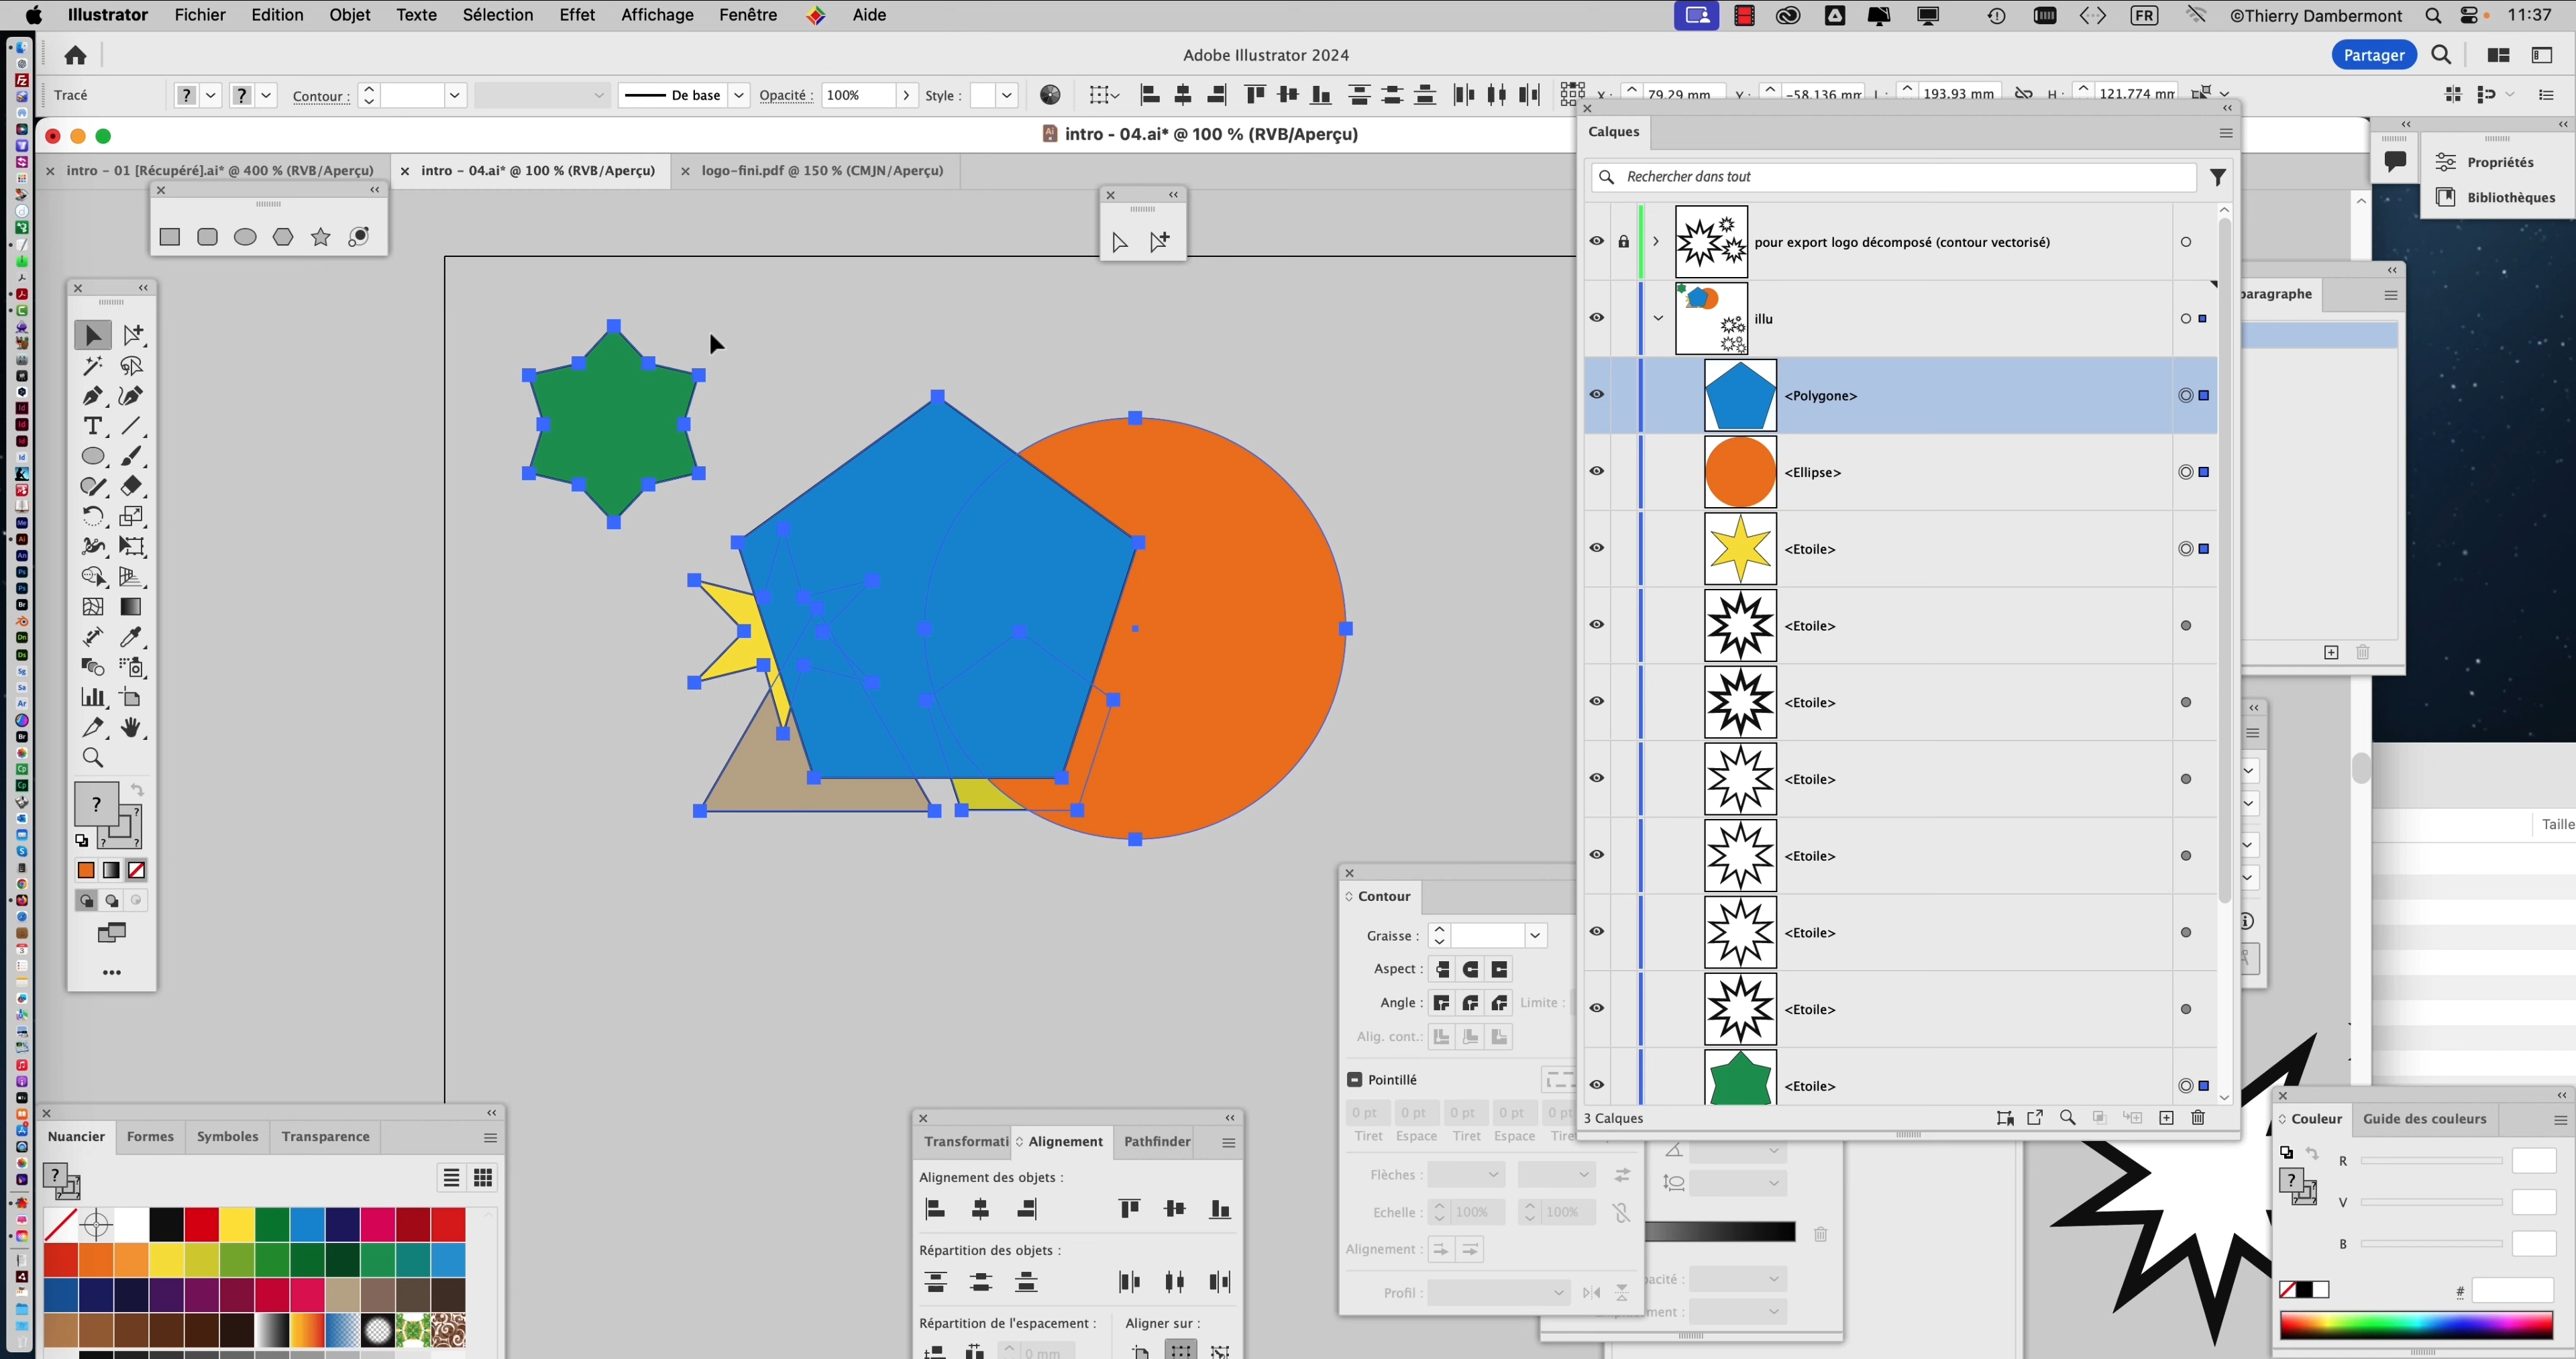 Illustrator Fichier Edition Objet Texte Sélection Effet Affichage Fenêtre Aide FR ©Thierry Dambermont 11:37
Adobe Illustrator 2024 Partager
Tracé ? ? Contour : De base Opacité : 100% Style : X : 79,29 mm Y : -58,136 mm L : 193,93 mm H : 121,774 mm
intro - 04.ai* @ 100 % (RVB/Aperçu)
intro - 01 [Récupéré].ai* @ 400 % (RVB/Aperçu)
intro - 04.ai* @ 100 % (RVB/Aperçu)
logo-fini.pdf @ 150 % (CMJN/Aperçu)
Calques
Rechercher dans tout
pour export logo décomposé (contour vectorisé)
illu
<Polygone>
<Ellipse>
<Etoile>
<Etoile>
<Etoile>
<Etoile>
<Etoile>
<Etoile>
<Etoile>
<Etoile>
3 Calques
Propriétés
Bibliothèques
paragraphe
Taille
Contour
Graisse :
Aspect :
Angle : Limite :
Alig. cont.:
Pointillé
0 pt 0 pt 0 pt 0 pt 0 pt
Tiret Espace Tiret Espace Tire
Flèches :
Echelle : 100% 100%
Alignement :
Profil :
Nuancier Formes Symboles Transparence
?
Transformati Alignement Pathfinder
Alignement des objets :
Répartition des objets :
Répartition de l'espacement : Aligner sur :
0 mm
Couleur Guide des couleurs
R
V
B
#